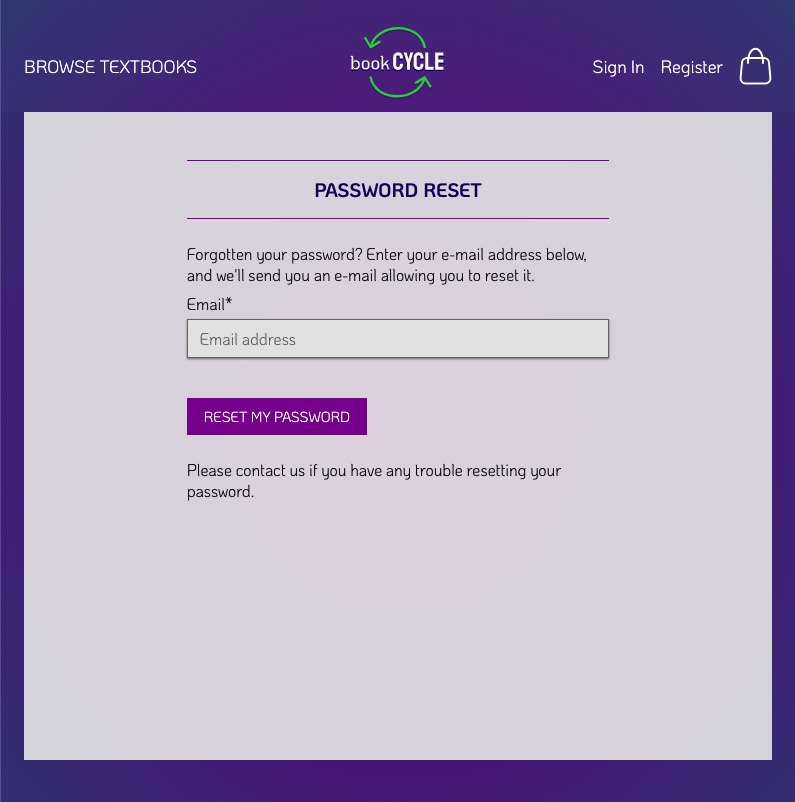 BROWSE TEXTBOOKS
book CYCLE
Sign In
Register
PASSWORD RESET
Forgotten your password? Enter your e-mail address below,
and we'll send you an e-mail allowing you to reset it.
Email*
Email address
RESET MY PASSWORD
Please contact us if you have any trouble resetting your
password.